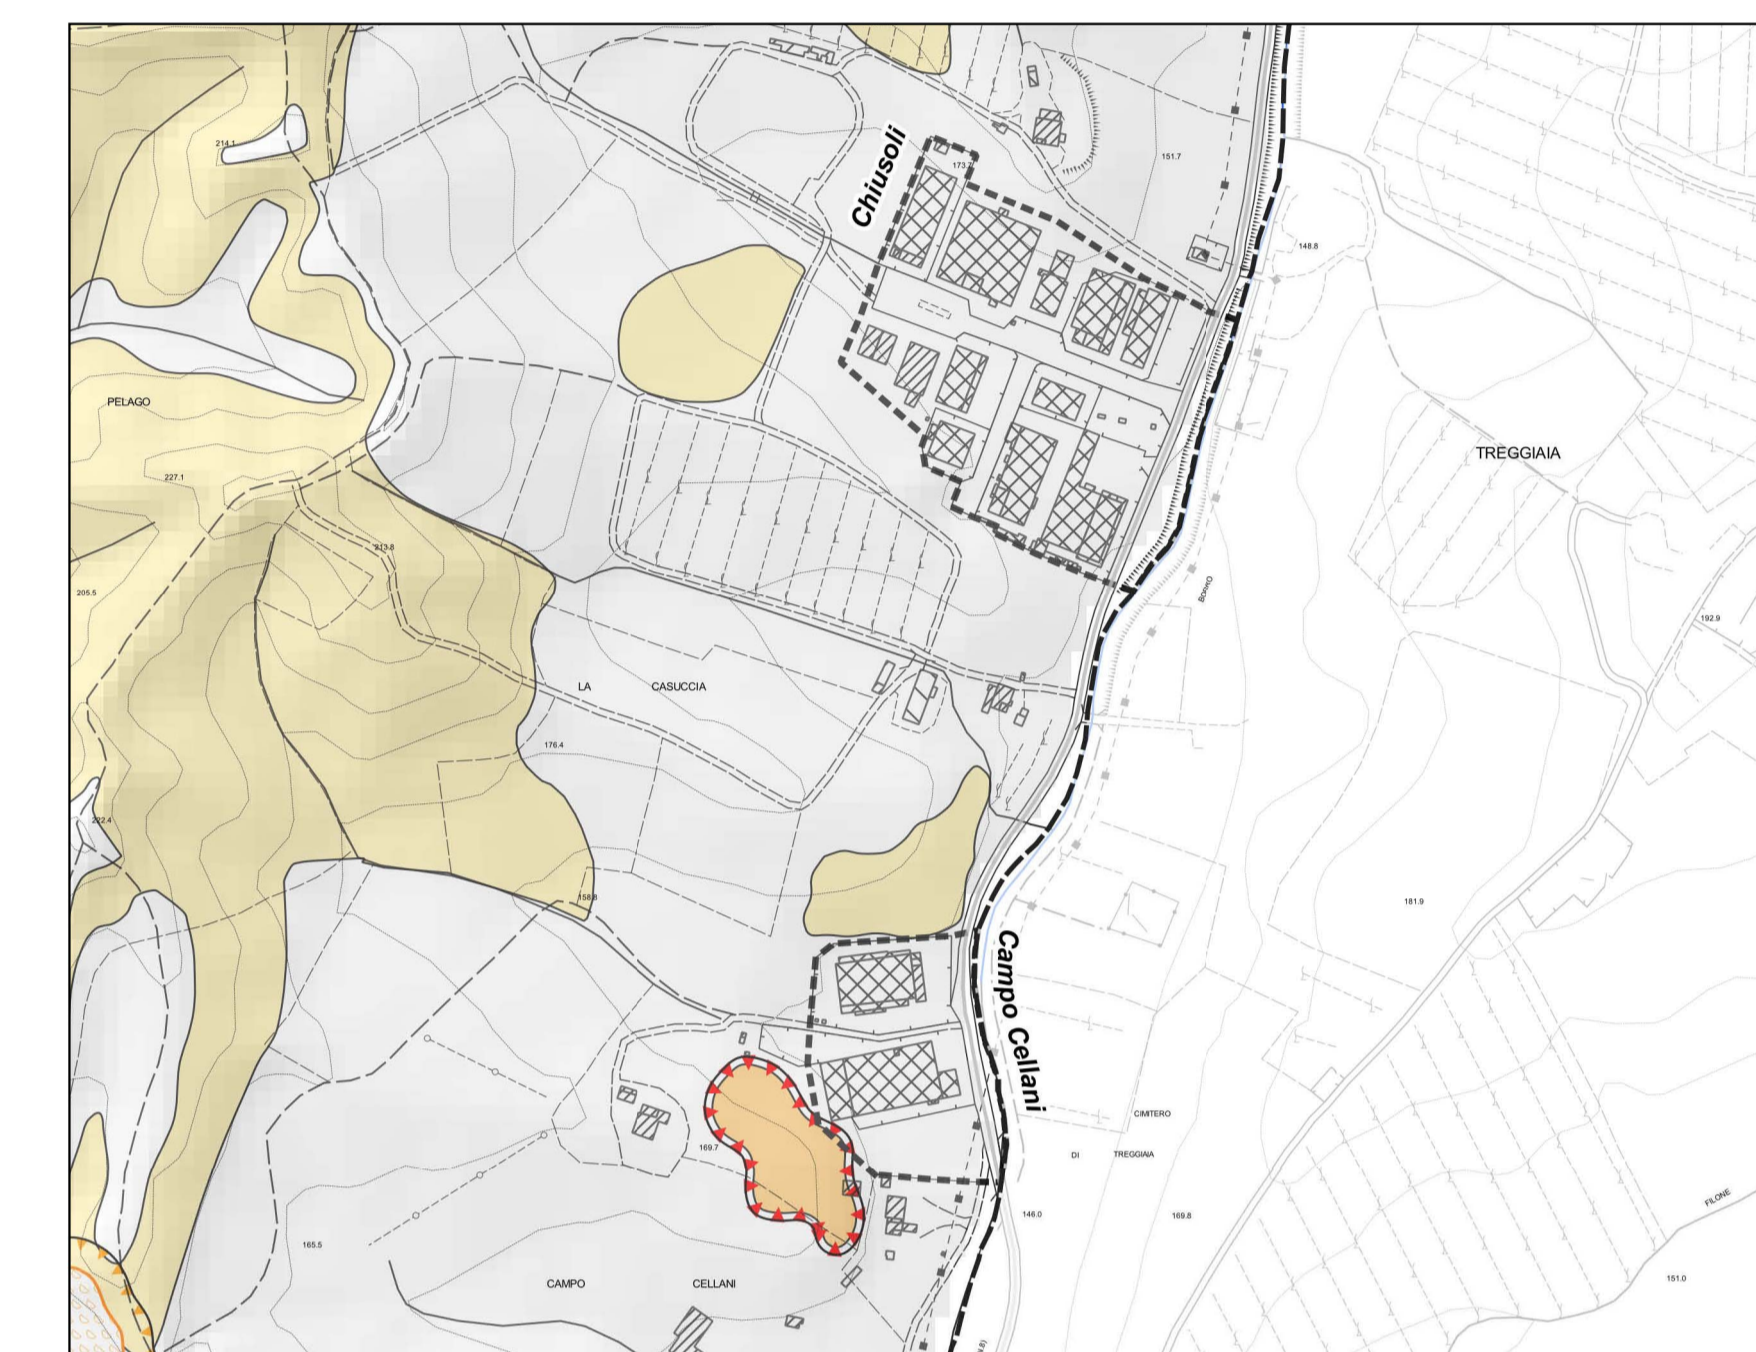 214.1
Chiusoli
173.7
151.7
148.8
PELAGO
TREGGIAIA
227.1
213.8
205.5
BORRO
192.9
LA CASUCCIA
176.4
222.4
158.8
181.9
Campo Cellani
CIMITERO
169.7
DI TREGGIAIA
FILONE
146.0
169.8
165.5
151.0
CAMPO CELLANI